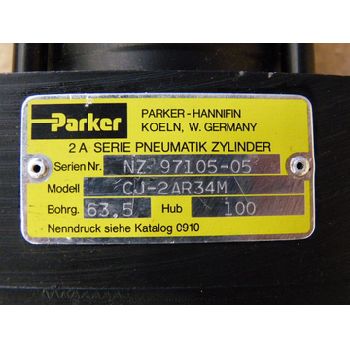 Parker
PARKER-HANNIFIN
KOELN, W. GERMANY
2A SERIE PNEUMATIK ZYLINDER
Serien Nr. NZ 97105-05
Modell CJ-2AR34M
Bohrg. 63,5 Hub 100
Nenndruck siehe Katalog 0910